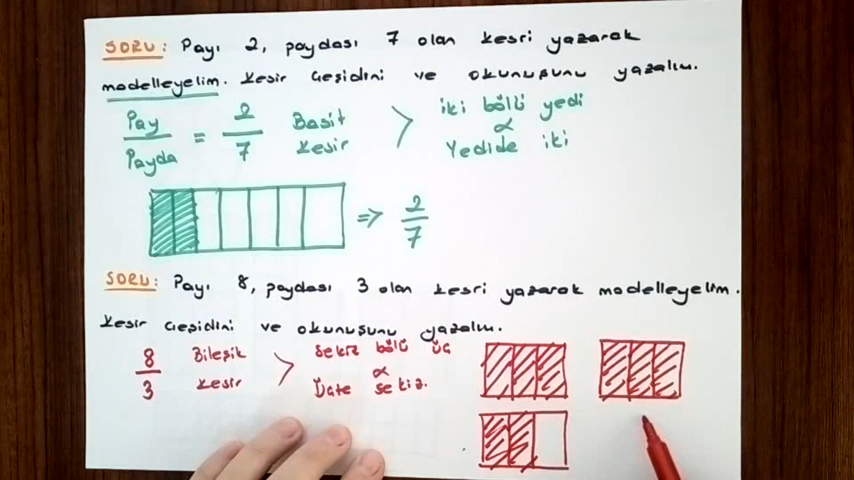 SORU: Payı 2, paydası 7 olan kesri yazarak
modelleyelim. Kesir çeşidini ve okunuşunu yazalım.
Pay
Payda
=
2
7
Basit
Kesir
>
iki bölü yedi
α
Yedide iki
⇒
2
7
SORU: Payı 8, paydası 3 olan kesri yazarak modelleyelim.
Kesir çeşidini ve okunuşunu yazalım.
8
3
Bileşik
Kesir
>
Sekiz bölü üç
α
Üçte sekiz.